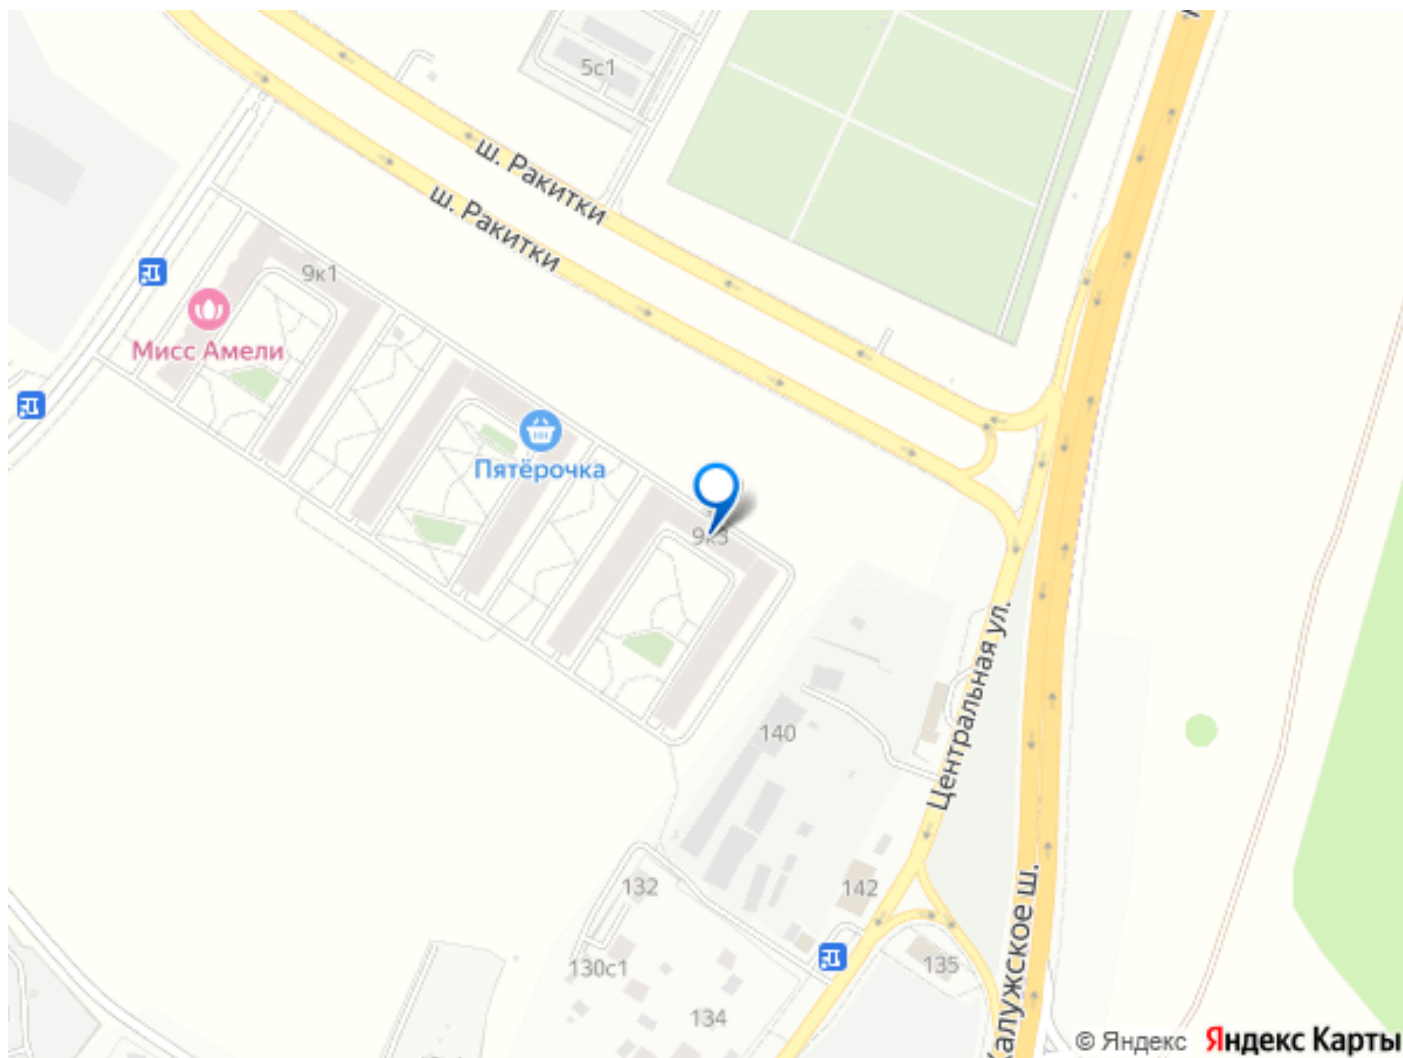 5с1
ш. Ракитки
ш. Ракитки
9к1
Мисс Амели
Пятёрочка
9к3
Центральная ул.
140
132
142
130с1
135
134
Калужское ш.
© Яндекс Яндекс Карты